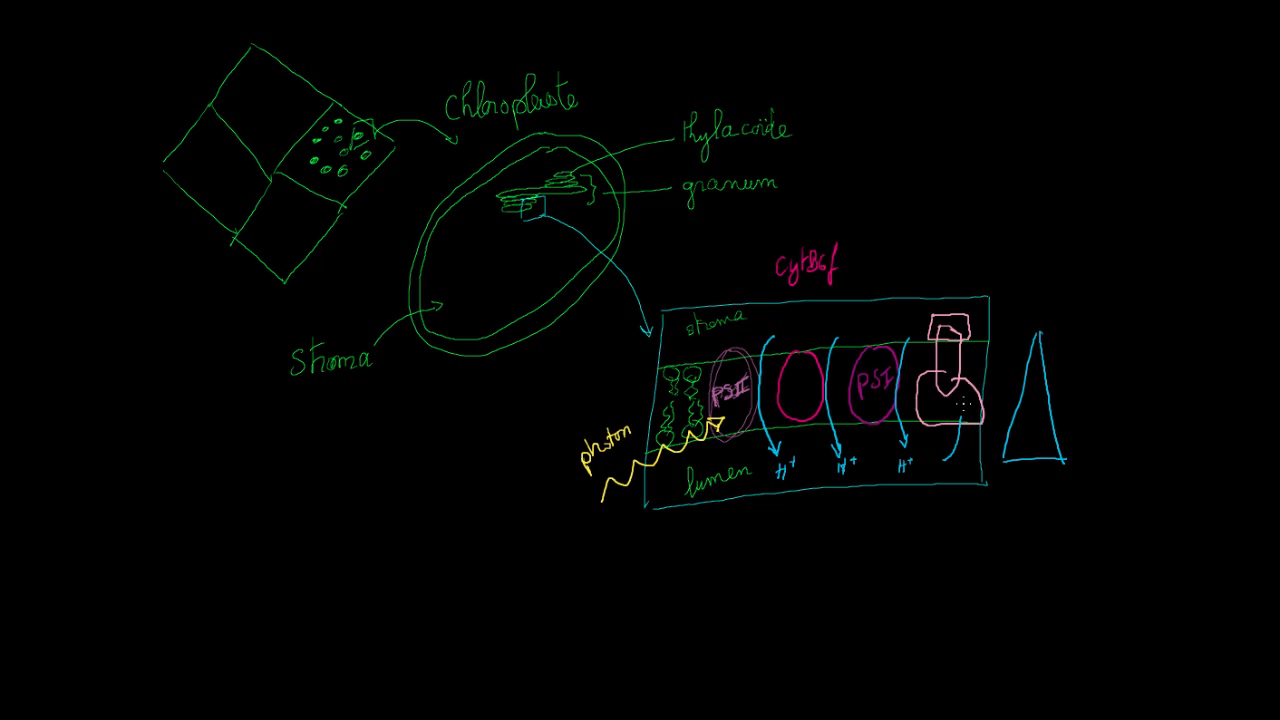 Chloroplaste
thylacoïde
granum
Stroma
CytB6f
stroma
PSII
PSI
photon
lumen
H+
H+
H+